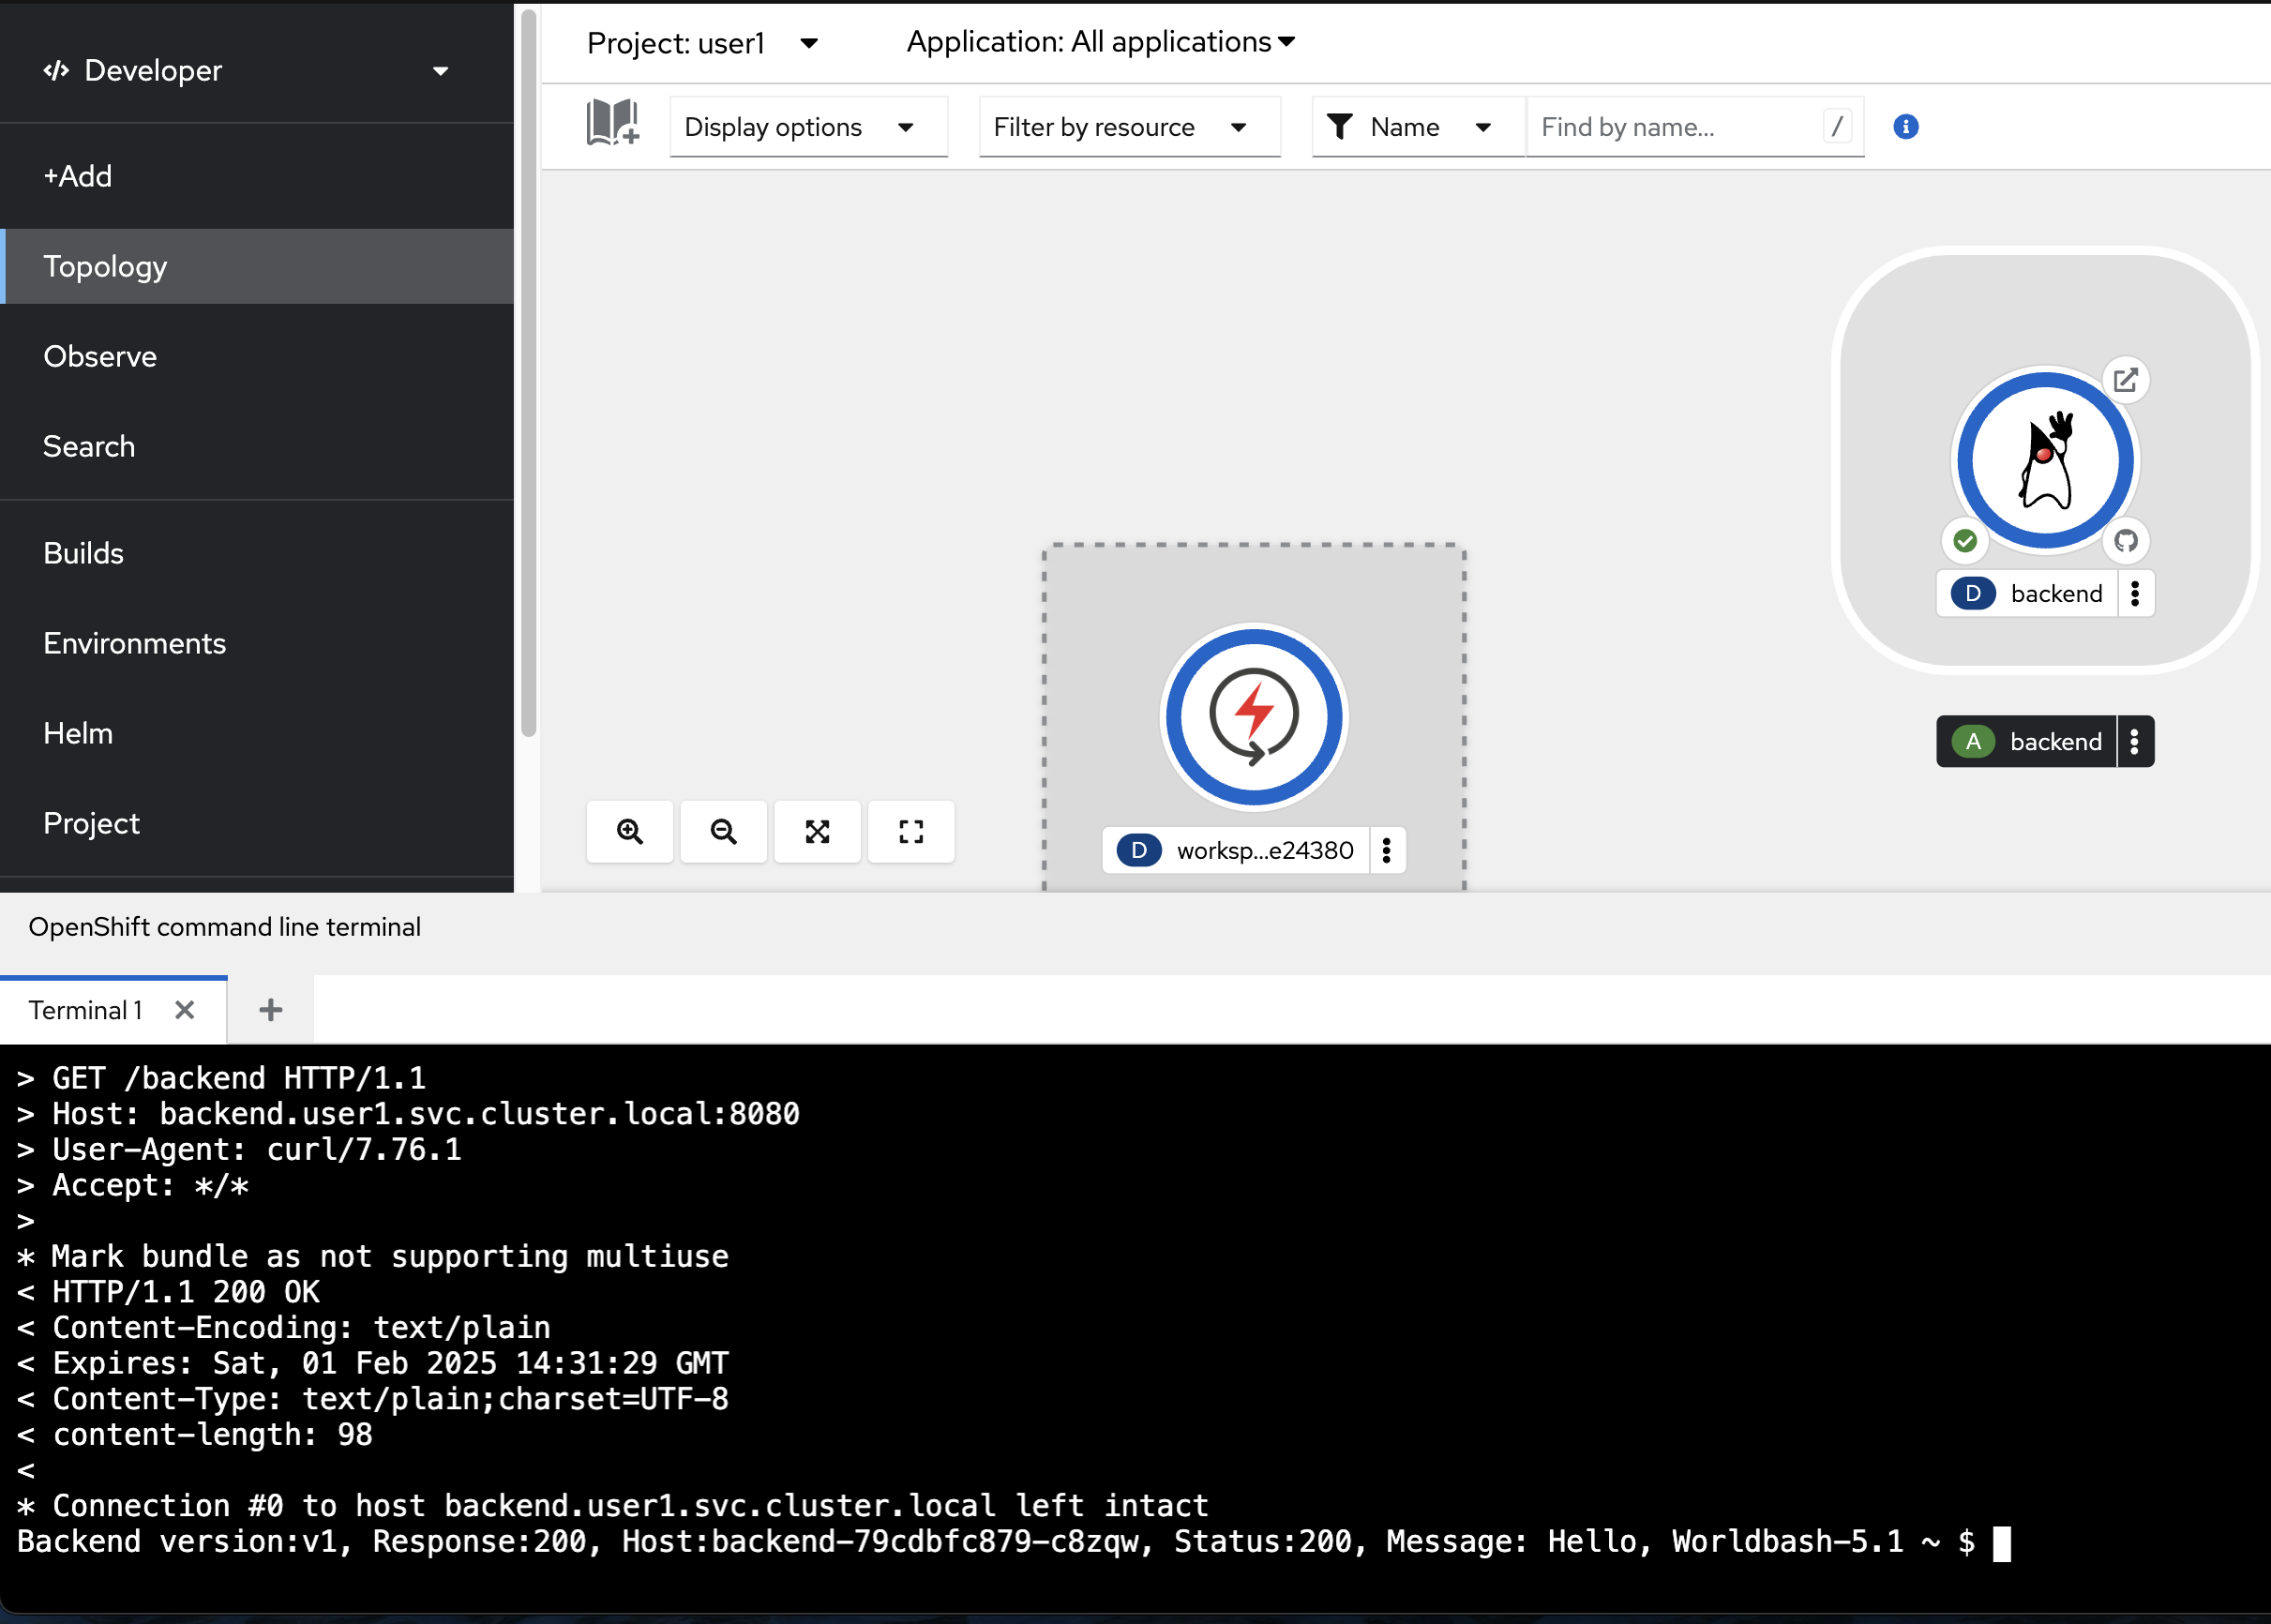 Developer
+Add
Topology
Observe
Search
Builds
Environments
Helm
Project
Project: user1
Application: All applications
Display options
Filter by resource
Name
Find by name...
/
D backend
A backend
D worksp...e24380
OpenShift command line terminal
Terminal 1
> GET /backend HTTP/1.1
> Host: backend.user1.svc.cluster.local:8080
> User-Agent: curl/7.76.1
> Accept: */*
>
* Mark bundle as not supporting multiuse
< HTTP/1.1 200 OK
< Content-Encoding: text/plain
< Expires: Sat, 01 Feb 2025 14:31:29 GMT
< Content-Type: text/plain;charset=UTF-8
< content-length: 98
<
* Connection #0 to host backend.user1.svc.cluster.local left intact
Backend version:v1, Response:200, Host:backend-79cdbfc879-c8zqw, Status:200, Message: Hello, Worldbash-5.1 ~ $